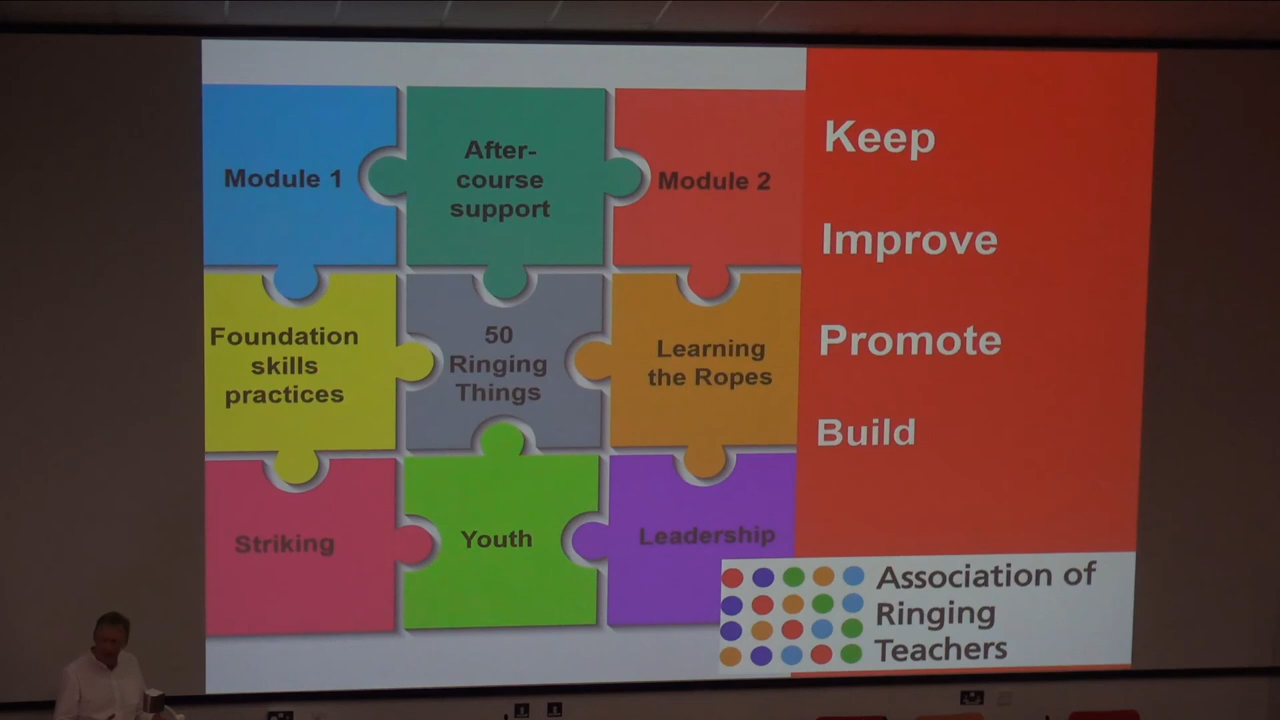 Module 1
After-
course
support
Module 2
Foundation
skills
practices
50
Ringing
Things
Learning
the Ropes
Striking
Youth
Leadership
Keep
Improve
Promote
Build
Association of
Ringing
Teachers